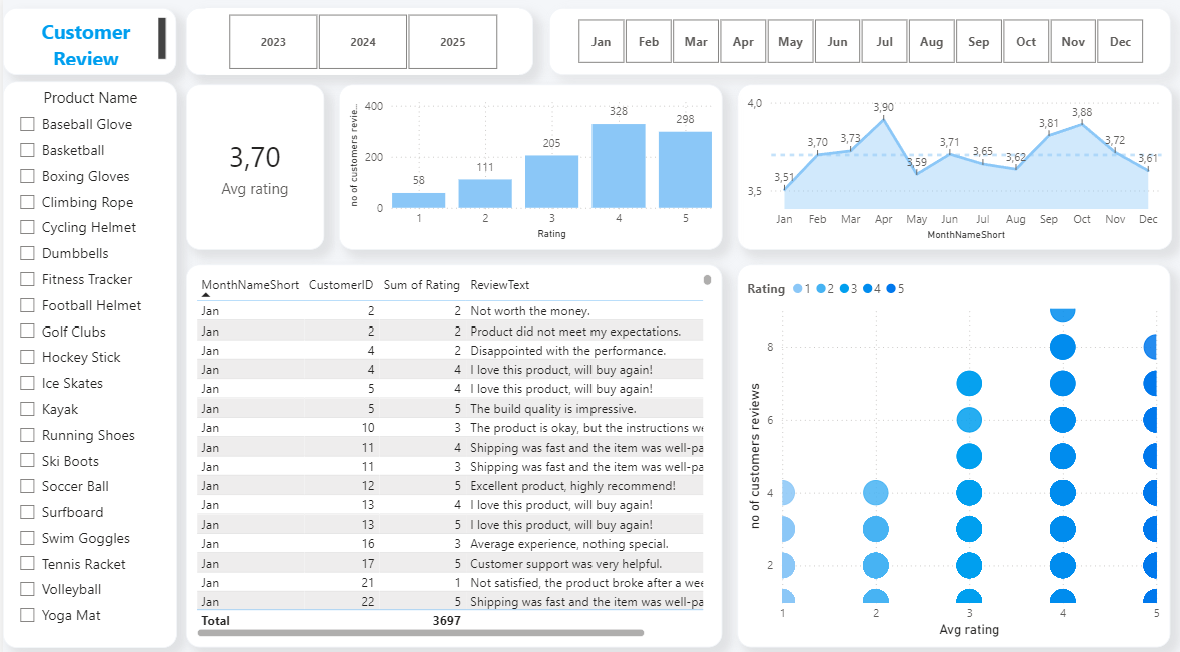 Customer
Review
2023 2024 2025
Jan Feb Mar Apr May Jun Jul Aug Sep Oct Nov Dec
Product Name
Baseball Glove
Basketball
Boxing Gloves
Climbing Rope
Cycling Helmet
Dumbbells
Fitness Tracker
Football Helmet
Golf Clubs
Hockey Stick
Ice Skates
Kayak
Running Shoes
Ski Boots
Soccer Ball
Surfboard
Swim Goggles
Tennis Racket
Volleyball
Yoga Mat
3,70
Avg rating
no of customers revie...
400
200
0
58 111 205 328 298
1 2 3 4 5
Rating
4,0
3,5
3,51 3,70 3,73 3,90 3,59 3,71 3,65 3,62 3,81 3,88 3,72 3,61
Jan Feb Mar Apr May Jun Jul Aug Sep Oct Nov Dec
MonthNameShort
MonthNameShort CustomerID Sum of Rating ReviewText
Jan 2 2 Not worth the money.
Jan 2 2 Product did not meet my expectations.
Jan 4 2 Disappointed with the performance.
Jan 4 4 I love this product, will buy again!
Jan 5 4 I love this product, will buy again!
Jan 5 5 The build quality is impressive.
Jan 10 3 The product is okay, but the instructions we
Jan 11 4 Shipping was fast and the item was well-pa
Jan 11 3 Shipping was fast and the item was well-pa
Jan 12 5 Excellent product, highly recommend!
Jan 13 4 I love this product, will buy again!
Jan 13 5 I love this product, will buy again!
Jan 16 3 Average experience, nothing special.
Jan 17 5 Customer support was very helpful.
Jan 21 1 Not satisfied, the product broke after a wee
Jan 22 5 Shipping was fast and the item was well-pa
Total 3697
Rating 1 2 3 4 5
no of customers reviews
8
6
4
2
1 2 3 4 5
Avg rating